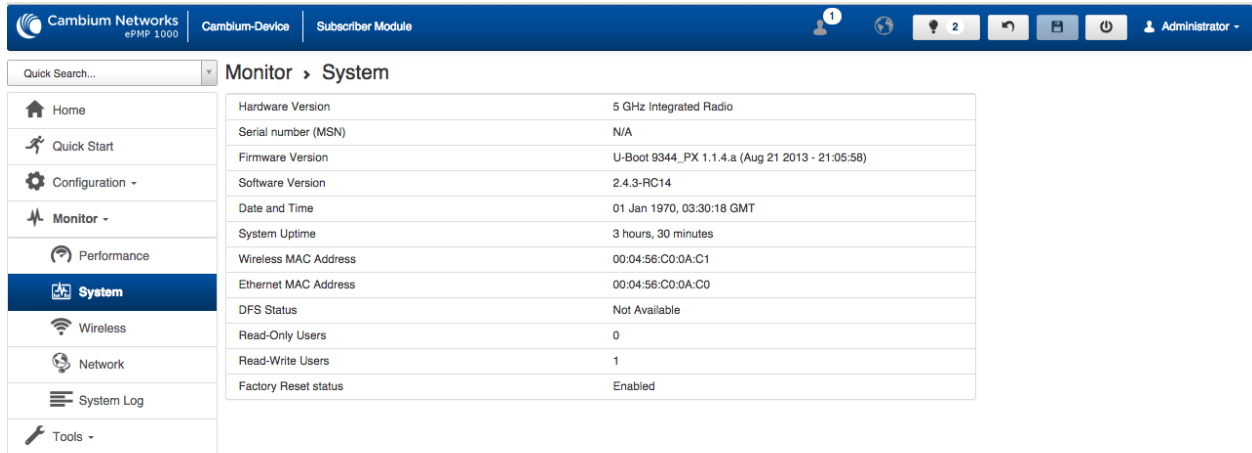 Cambium Networks
ePMP 1000
Cambium-Device
Subscriber Module
1
2
Administrator
Quick Search...
Monitor › System
Home
Quick Start
Configuration
Monitor
Performance
System
Wireless
Network
System Log
Tools
Hardware Version 5 GHz Integrated Radio
Serial number (MSN) N/A
Firmware Version U-Boot 9344_PX 1.1.4.a (Aug 21 2013 - 21:05:58)
Software Version 2.4.3-RC14
Date and Time 01 Jan 1970, 03:30:18 GMT
System Uptime 3 hours, 30 minutes
Wireless MAC Address 00:04:56:C0:0A:C1
Ethernet MAC Address 00:04:56:C0:0A:C0
DFS Status Not Available
Read-Only Users 0
Read-Write Users 1
Factory Reset status Enabled